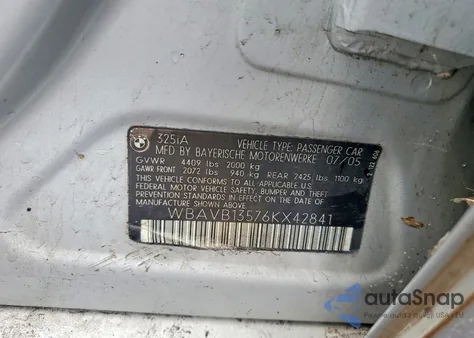 325iA VEHICLE TYPE: PASSENGER CAR
MFD BY BAYERISCHE MOTORENWERKE 07/05
GVWR 4409 lbs 2000 kg
GAWR FRONT 2072 lbs 940 kg REAR 2425 lbs 1100 kg
THIS VEHICLE CONFORMS TO ALL APPLICABLE
FEDERAL MOTOR VEHICLE SAFETY, BUMPER, AND
THEFT PREVENTION STANDARDS
IN EFFECT ON THE DATE OF
MANUFACTURE SHOWN ABOVE
WBAVB13576KX42841
autoSnap